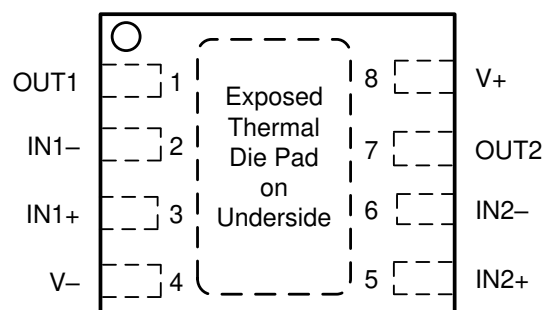 OUT1 1 Exposed 8 V+
IN1– 2 Thermal 7 OUT2
Die Pad
on
IN1+ 3 Underside 6 IN2–
V– 4 5 IN2+